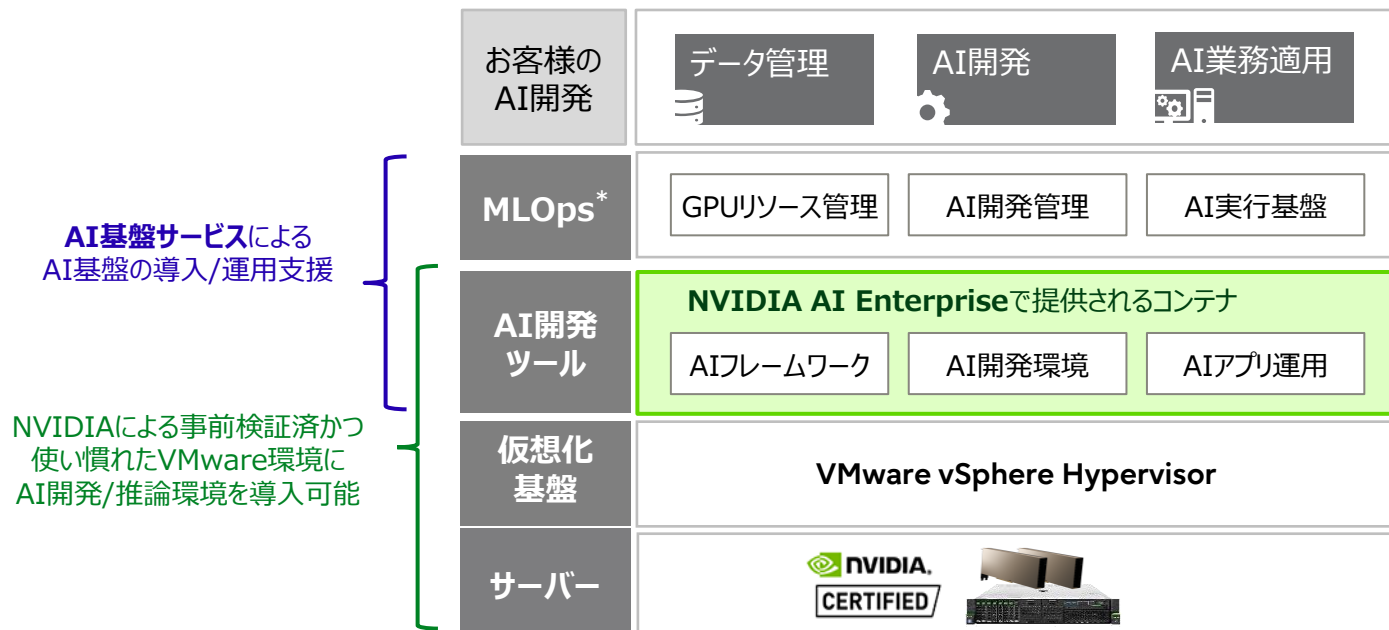 お客様の
AI開発
データ管理
AI開発
AI業務適用
MLOps*
GPUリソース管理
AI開発管理
AI実行基盤
AI基盤サービスによる
AI基盤の導入/運用支援
AI開発
ツール
NVIDIA AI Enterpriseで提供されるコンテナ
AIフレームワーク
AI開発環境
AIアプリ運用
NVIDIAによる事前検証済かつ
使い慣れたVMware環境に
AI開発/推論環境を導入可能
仮想化
基盤
VMware vSphere Hypervisor
サーバー
NVIDIA.
CERTIFIED